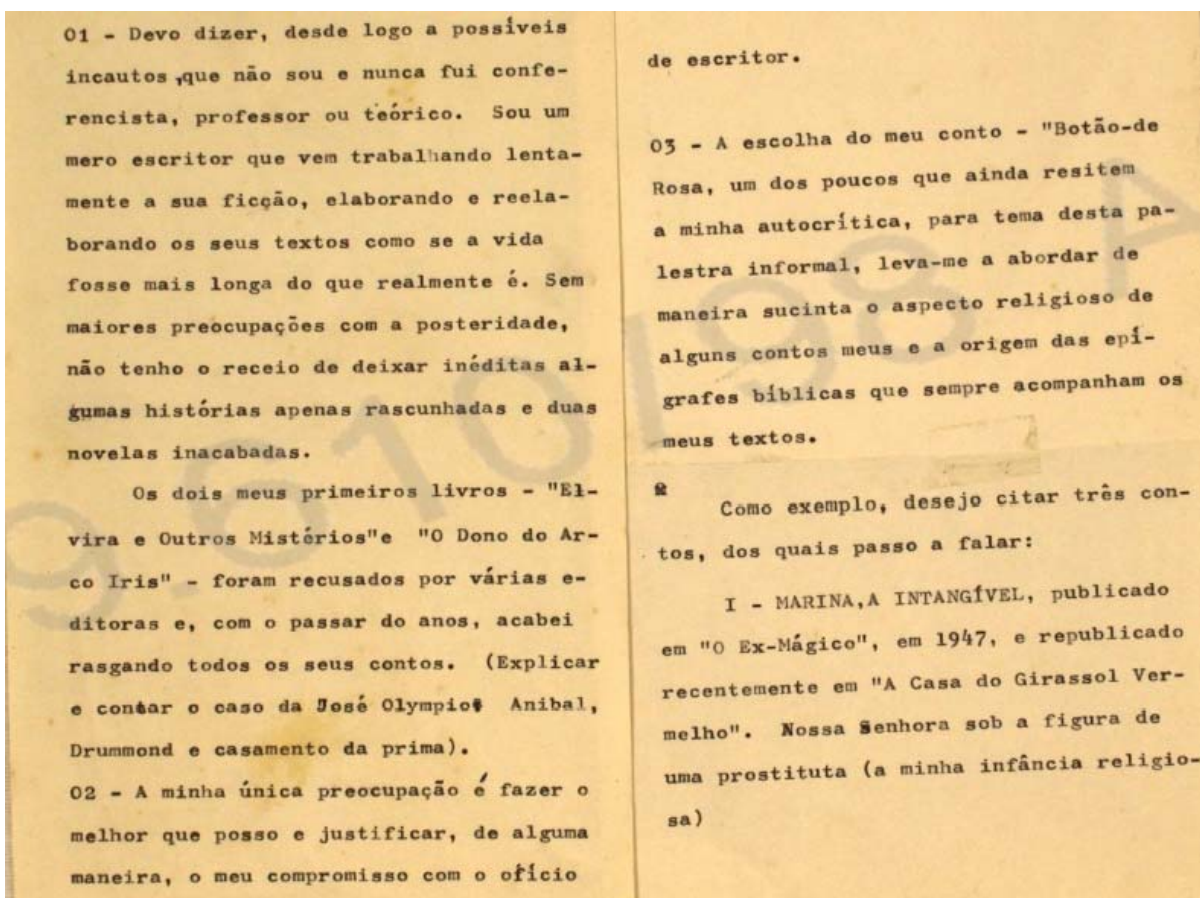 01 - Devo dizer, desde logo a possíveis
incautos ,que não sou e nunca fui confe-
rencista, professor ou teórico. Sou um
mero escritor que vem trabalhando lenta-
mente a sua ficção, elaborando e reela-
borando os seus textos como se a vida
fosse mais longa do que realmente é. Sem
maiores preocupações com a posteridade,
não tenho o receio de deixar inéditas al-
gumas histórias apenas rascunhadas e duas
novelas inacabadas.
Os dois meus primeiros livros - "El-
vira e Outros Mistérios"e "O Dono do Ar-
co Iris" - foram recusados por várias e-
ditoras e, com o passar do anos, acabei
rasgando todos os seus contos. (Explicar
e contar o caso da José Olympio, Anibal,
Drummond e casamento da prima).
02 - A minha única preocupação é fazer o
melhor que posso e justificar, de alguma
maneira, o meu compromisso com o ofício
de escritor.
03 - A escolha do meu conto - "Botão-de
Rosa, um dos poucos que ainda resitem
a minha autocrítica, para tema desta pa-
lestra informal, leva-me a abordar de
maneira sucinta o aspecto religioso de
alguns contos meus e a origem das epí-
grafes bíblicas que sempre acompanham os
meus textos.
Como exemplo, desejo citar três con-
tos, dos quais passo a falar:
I - MARINA,A INTANGÍVEL, publicado
em "O Ex-Mágico", em 1947, e republicado
recentemente em "A Casa do Girassol Ver-
melho". Nossa Senhora sob a figura de
uma prostituta (a minha infância religio-
sa)